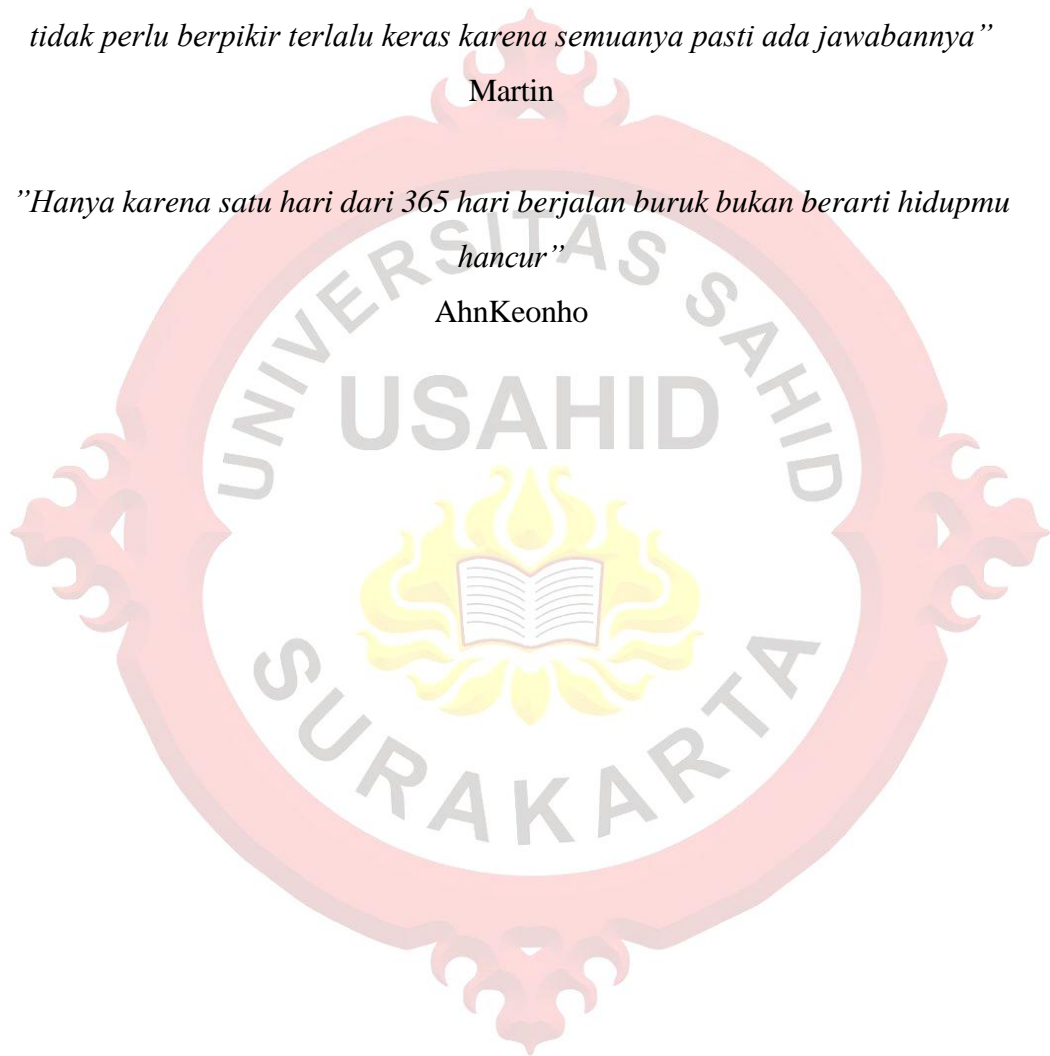 tidak perlu berpikir terlalu keras karena semuanya pasti ada jawabannya”
Martin
”Hanya karena satu hari dari 365 hari berjalan buruk bukan berarti hidupmu
hancur”
AhnKeonho
UNIVERSITAS SAHID
USAHID
SURAKARTA